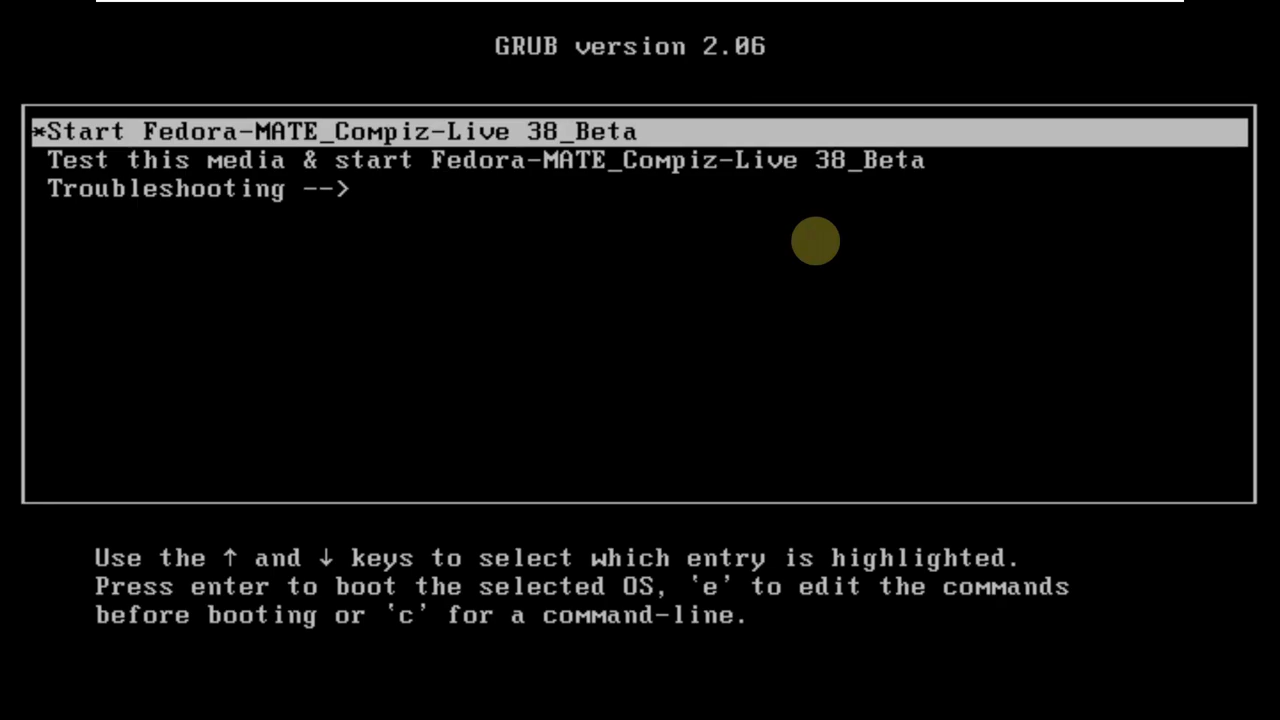 GRUB version 2.06
*Start Fedora-MATE_Compiz-Live 38_Beta
Test this media & start Fedora-MATE_Compiz-Live 38_Beta
Troubleshooting -->
Use the ↑ and ↓ keys to select which entry is highlighted.
Press enter to boot the selected OS, `e' to edit the commands
before booting or `c' for a command-line.